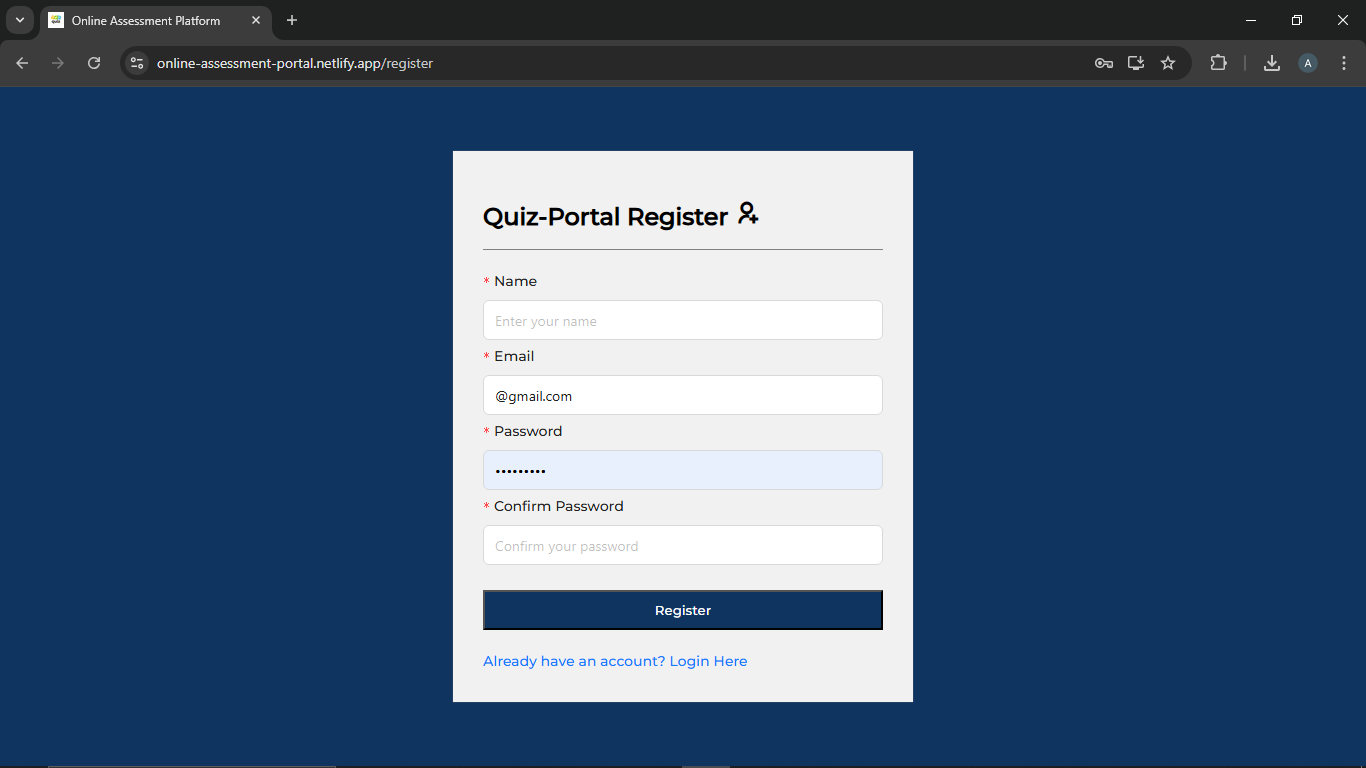 Online Assessment Platform
online-assessment-portal.netlify.app/register
A
Quiz-Portal Register
* Name
Enter your name
* Email
@gmail.com
* Password
•••••••••
* Confirm Password
Confirm your password
Register
Already have an account? Login Here